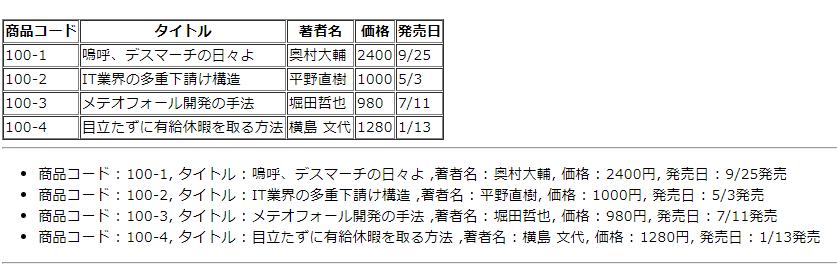 商品コード タイトル 著者名 価格 発売日
100-1 嗚呼、デスマーチの日々よ 奥村大輔 2400 9/25
100-2 IT業界の多重下請け構造 平野直樹 1000 5/3
100-3 メテオフォール開発の手法 堀田哲也 980 7/11
100-4 目立たずに有給休暇を取る方法 横島 文代 1280 1/13
• 商品コード：100-1, タイトル：嗚呼、デスマーチの日々よ ,著者名：奥村大輔, 価格：2400円, 発売日：9/25発売
• 商品コード：100-2, タイトル：IT業界の多重下請け構造 ,著者名：平野直樹, 価格：1000円, 発売日：5/3発売
• 商品コード：100-3, タイトル：メテオフォール開発の手法 ,著者名：堀田哲也, 価格：980円, 発売日：7/11発売
• 商品コード：100-4, タイトル：目立たずに有給休暇を取る方法 ,著者名：横島 文代, 価格：1280円, 発売日：1/13発売